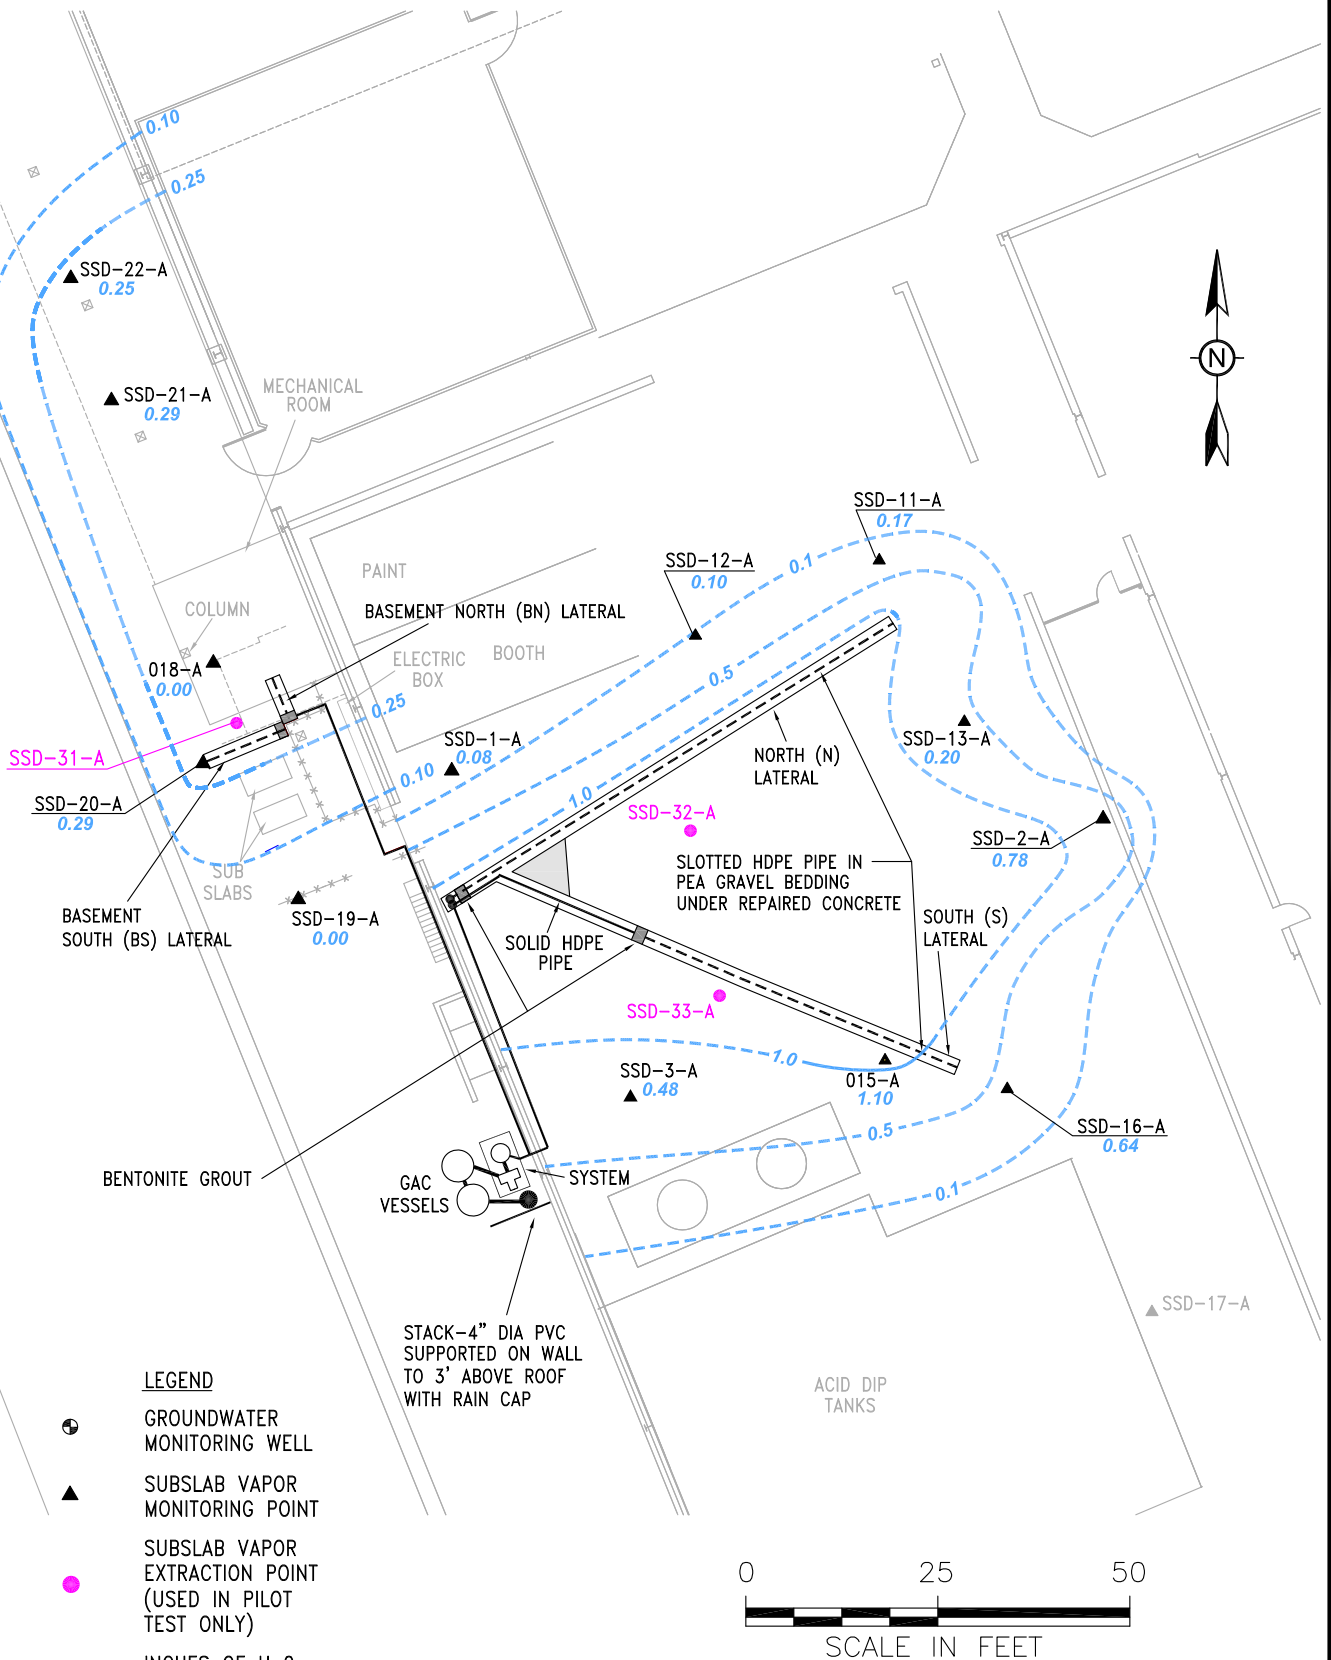 0.10
0.25
SSD-22-A
0.25
SSD-21-A
0.29
MECHANICAL
ROOM
N
SSD-11-A
0.17
SSD-12-A
0.10
0.1
PAINT
BOOTH
COLUMN
BASEMENT NORTH (BN) LATERAL
ELECTRIC
BOX
018-A
0.00
0.25
0.5
SSD-31-A
SSD-1-A
0.08
0.10
1.0
SSD-20-A
0.29
NORTH (N)
LATERAL
SSD-13-A
0.20
SSD-32-A
SSD-2-A
0.78
SUB
SLABS
SLOTTED HDPE PIPE IN
PEA GRAVEL BEDDING
UNDER REPAIRED CONCRETE
BASEMENT
SOUTH (BS) LATERAL
SSD-19-A
0.00
SOLID HDPE
PIPE
SOUTH (S)
LATERAL
SSD-33-A
1.0
SSD-3-A
0.48
015-A
1.10
0.5
SSD-16-A
0.64
BENTONITE GROUT
GAC
VESSELS
SYSTEM
0.1
SSD-17-A
STACK-4" DIA PVC
SUPPORTED ON WALL
TO 3' ABOVE ROOF
WITH RAIN CAP
ACID DIP
TANKS
LEGEND
GROUNDWATER
MONITORING WELL
SUBSLAB VAPOR
MONITORING POINT
SUBSLAB VAPOR
EXTRACTION POINT
(USED IN PILOT
TEST ONLY)
0 25 50
SCALE IN FEET